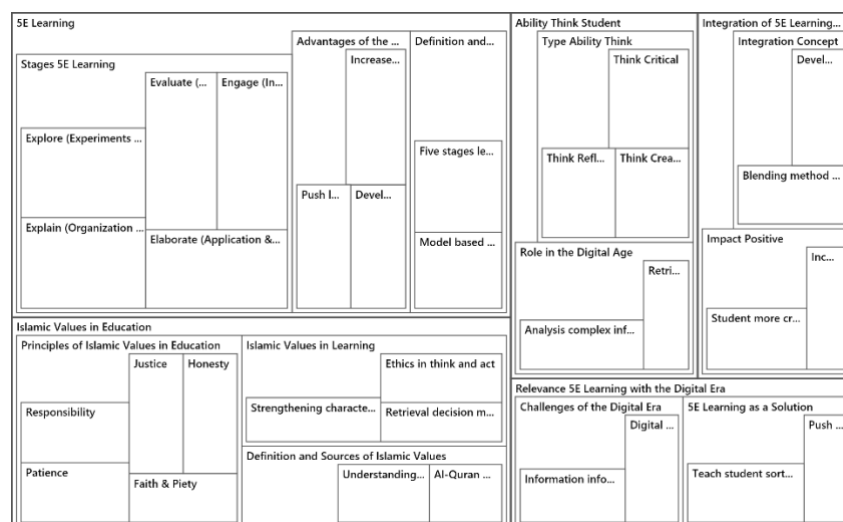 5E Learning
Stages 5E Learning
Explore (Experiments ...
Explain (Organization ...
Evaluate (...
Engage (In...
Elaborate (Application &...
Advantages of the ...
Increase...
Push l...
Devel...
Definition and...
Five stages le...
Model based ...
Ability Think Student
Type Ability Think
Think Critical
Think Refl...
Think Crea...
Role in the Digital Age
Retri...
Analysis complex inf...
Integration of 5E Learning...
Integration Concept
Devel...
Blending method ...
Impact Positive
Inc...
Student more cr...
Islamic Values in Education
Principles of Islamic Values in Education
Justice
Honesty
Responsibility
Patience
Faith & Piety
Islamic Values in Learning
Ethics in think and act
Strengthening characte...
Retrieval decision m...
Definition and Sources of Islamic Values
Understanding...
Al-Quran ...
Relevance 5E Learning with the Digital Era
Challenges of the Digital Era
Digital ...
Information info...
5E Learning as a Solution
Push ...
Teach student sort...